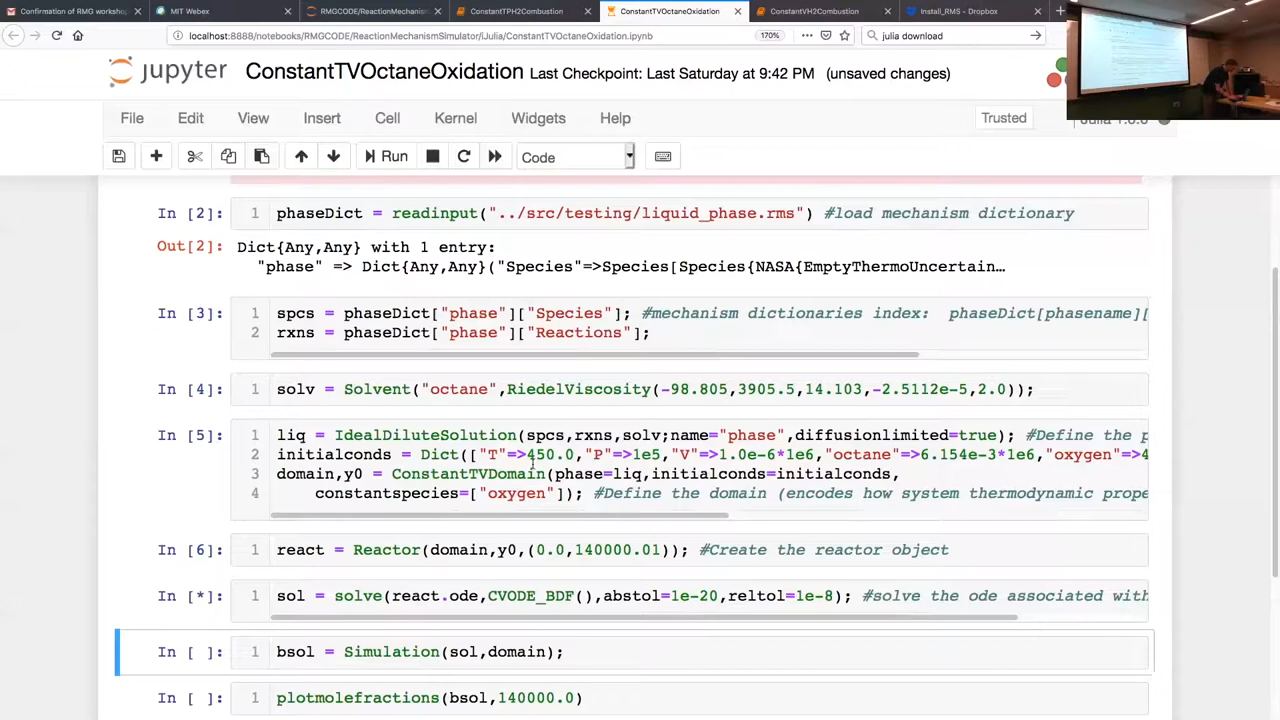 Confirmation of RMG worksho
MIT Webex
RMGCODE/ReactionMechanism
ConstantTPH2Combustion
ConstantTVOctaneOxidation
ConstantVH2Combustion
Install_RMS - Dropbox
localhost:8888/notebooks/RMGCODE/ReactionMechanismSimulator/iJulia/ConstantTVOctaneOxidation.ipynb
170%
julia download
jupyter ConstantTVOctaneOxidation Last Checkpoint: Last Saturday at 9:42 PM (unsaved changes)
File Edit View Insert Cell Kernel Widgets Help
Trusted
Run
Code
In [2]: 1 phaseDict = readinput("../src/testing/liquid_phase.rms") #load mechanism dictionary
Out[2]: Dict{Any,Any} with 1 entry:
"phase" => Dict{Any,Any}("Species"=>Species[Species{NASA{EmptyThermoUncertain…
In [3]: 1 spcs = phaseDict["phase"]["Species"]; #mechanism dictionaries index:  phaseDict[phasename][
2 rxns = phaseDict["phase"]["Reactions"];
In [4]: 1 solv = Solvent("octane",RiedelViscosity(-98.805,3905.5,14.103,-2.5112e-5,2.0));
In [5]: 1 liq = IdealDiluteSolution(spcs,rxns,solv;name="phase",diffusionlimited=true); #Define the p
2 initialconds = Dict(["T"=>450.0,"P"=>1e5,"V"=>1.0e-6*1e6,"octane"=>6.154e-3*1e6,"oxygen"=>4
3 domain,y0 = ConstantTVDomain(phase=liq,initialconds=initialconds,
4 constantspecies=["oxygen"]); #Define the domain (encodes how system thermodynamic prope
In [6]: 1 react = Reactor(domain,y0,(0.0,140000.01)); #Create the reactor object
In [*]: 1 sol = solve(react.ode,CVODE_BDF(),abstol=1e-20,reltol=1e-8); #solve the ode associated with
In [ ]: 1 bsol = Simulation(sol,domain);
In [ ]: 1 plotmolefractions(bsol,140000.0)